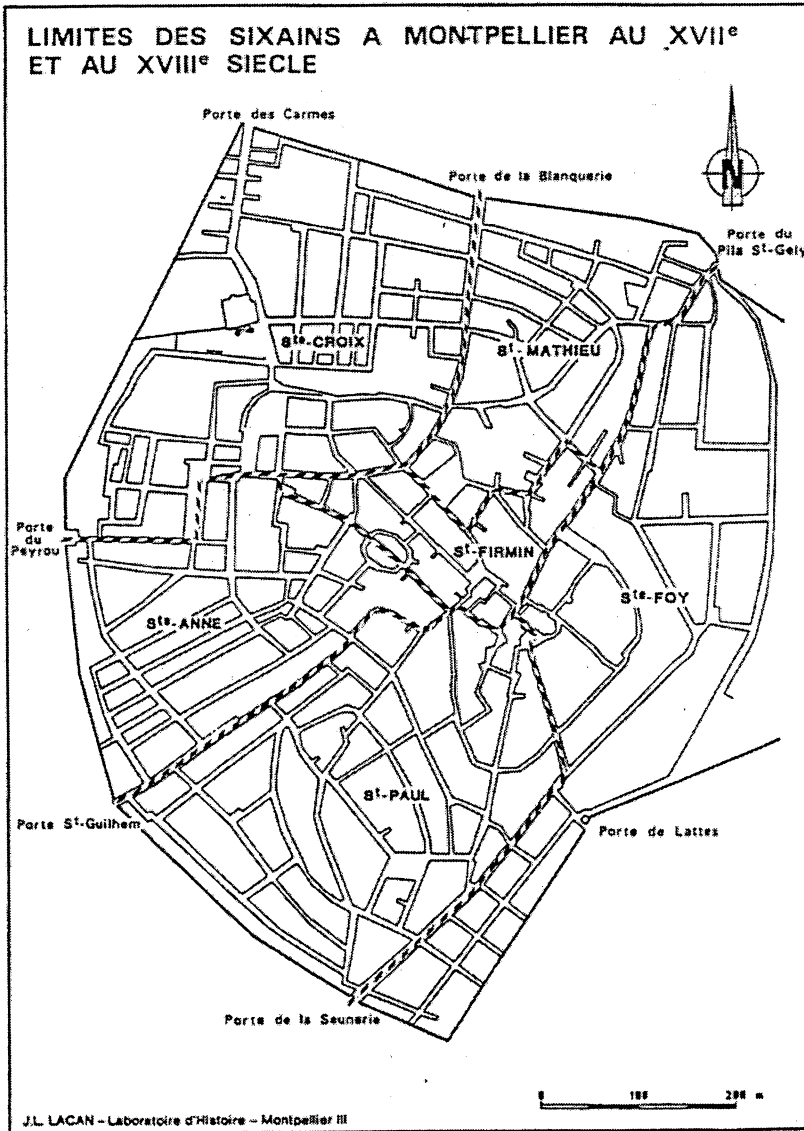 LIMITES DES SIXAINS A MONTPELLIER AU XVIIe
ET AU XVIIIe SIECLE
Porte des Carmes
Porte de la Blanquerie
N
Porte du
Pila St-Gely
Ste-CROIX
St-MATHIEU
Porte
du
Peyrou
St-FIRMIN
Ste-FOY
Ste-ANNE
St-PAUL
Porte St-Guilhem
Porte de Lattes
Porte de la Saunerie
0 100 200 m
J.L. LACAN - Laboratoire d'Histoire - Montpellier III